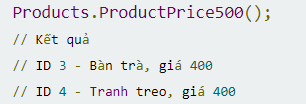 Products.ProductPrice500();
// Kết quả
// ID 3 - Bàn trà, giá 400
// ID 4 - Tranh treo, giá 400